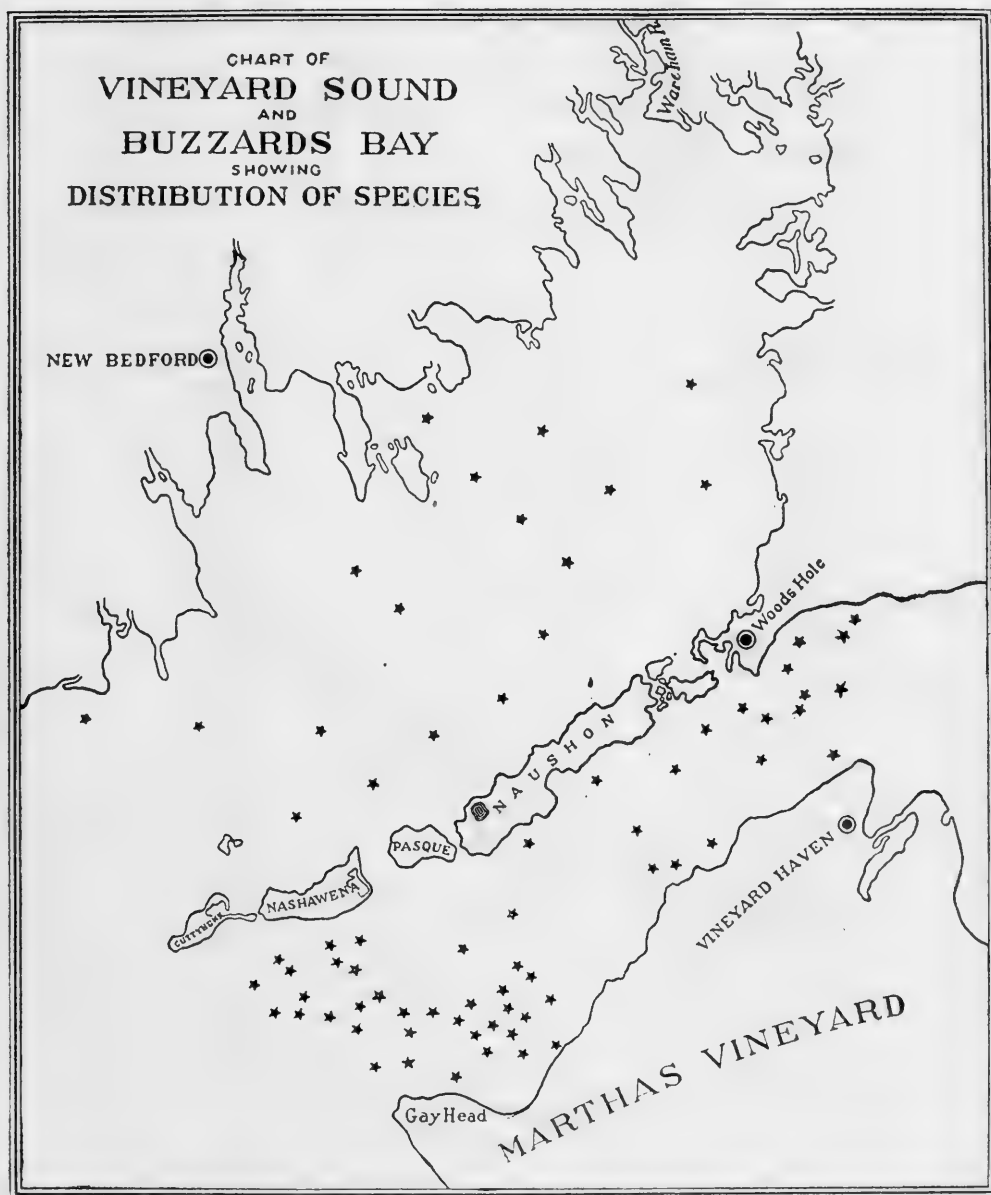 CHART OF
VINEYARD SOUND
AND
BUZZARDS BAY
SHOWING
DISTRIBUTION OF SPECIES
Wareham R.
NEW BEDFORD
Woods Hole
NAUSHON
PASQUE
NASHAWENA
CUTTYHUNK
VINEYARD HAVEN
MARTHAS VINEYARD
Gay Head